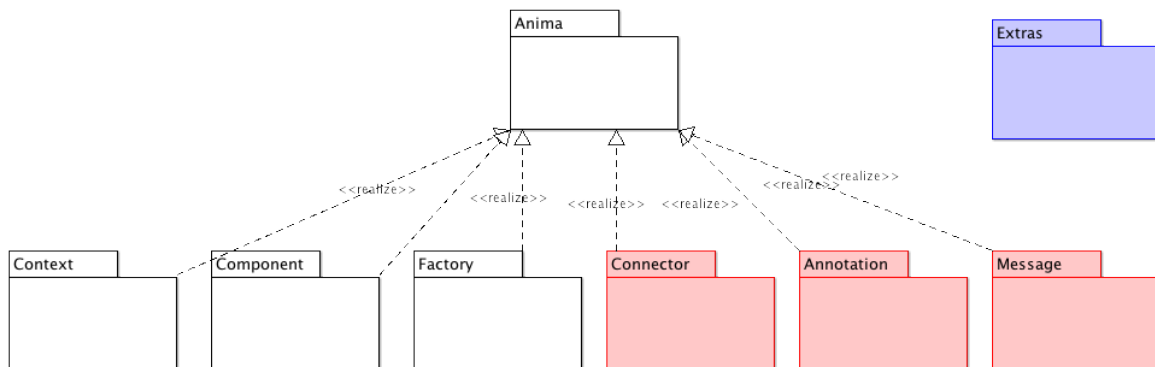 Anima
Extras
<<realize>>
<<realize>>
<<realize>>
<<realize>>
<<realize>>
<<realize>>
Context
Component
Factory
Connector
Annotation
Message